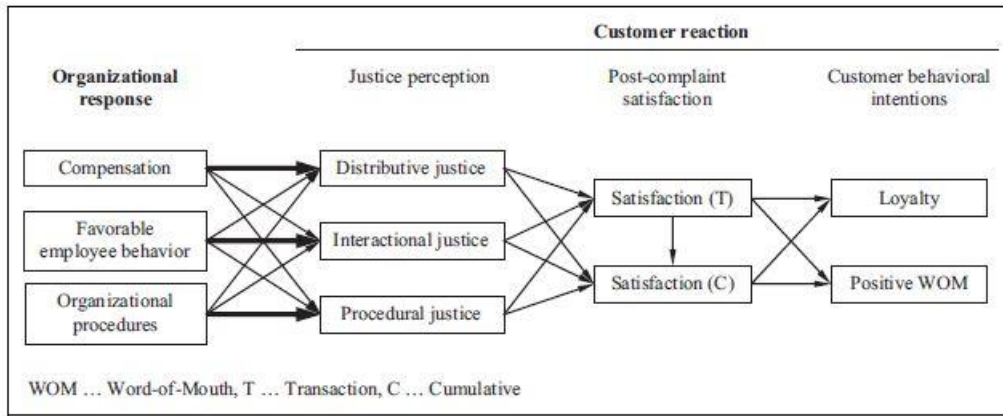 Customer reaction
Organizational
response
Justice perception
Post-complaint
satisfaction
Customer behavioral
intentions
Compensation
Distributive justice
Satisfaction (T)
Loyalty
Favorable
employee behavior
Interactional justice
Organizational
procedures
Procedural justice
Satisfaction (C)
Positive WOM
WOM … Word-of-Mouth, T … Transaction, C … Cumulative